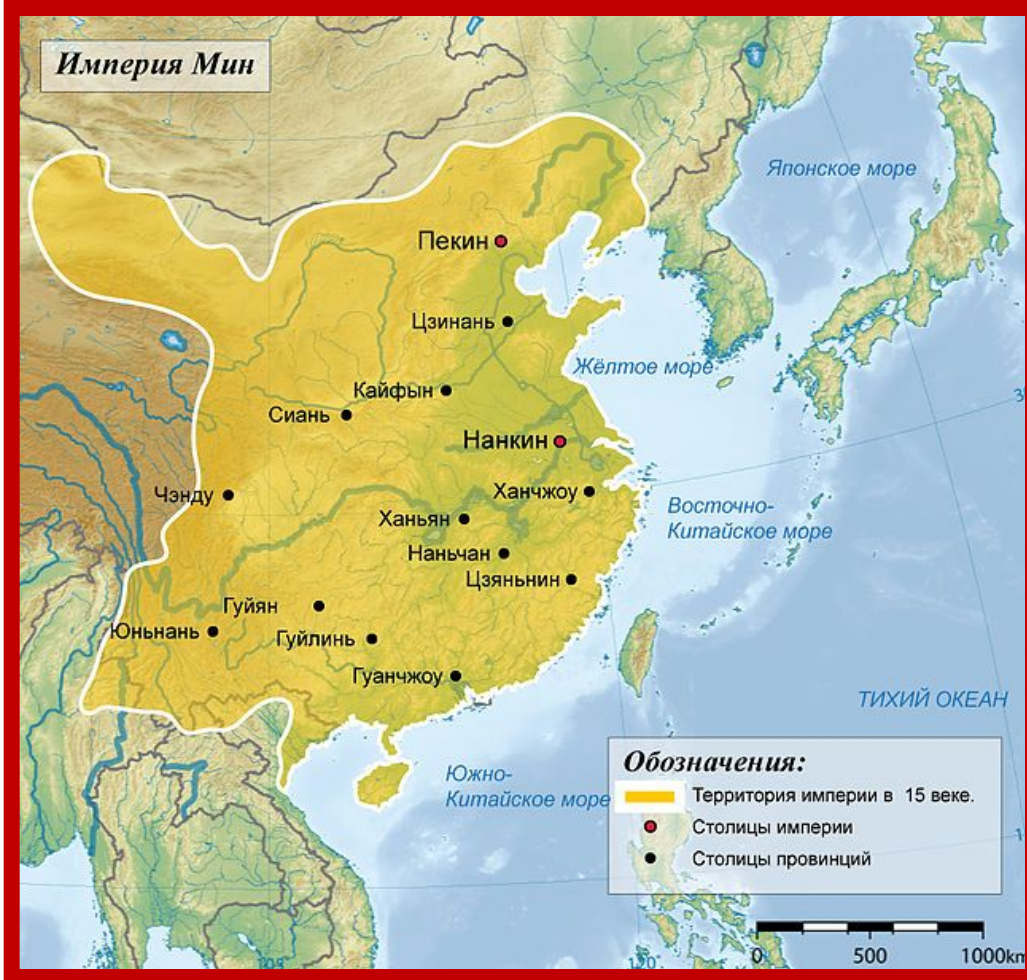 Империя Мин
Японское море
Пекин
Цзинань
Жёлтое море
Кайфын
Сиань
Нанкин
Чэнду
Ханчжоу
Восточно-
Китайское море
Ханьян
Наньчан
Цзяньнин
Гуйян
Юньнань
Гуйлинь
Гуанчжоу
ТИХИЙ ОКЕАН
Южно-
Китайское море
Обозначения:
Территория империи в 15 веке.
Столицы империи
Столицы провинций
0 500 1000km
105
120